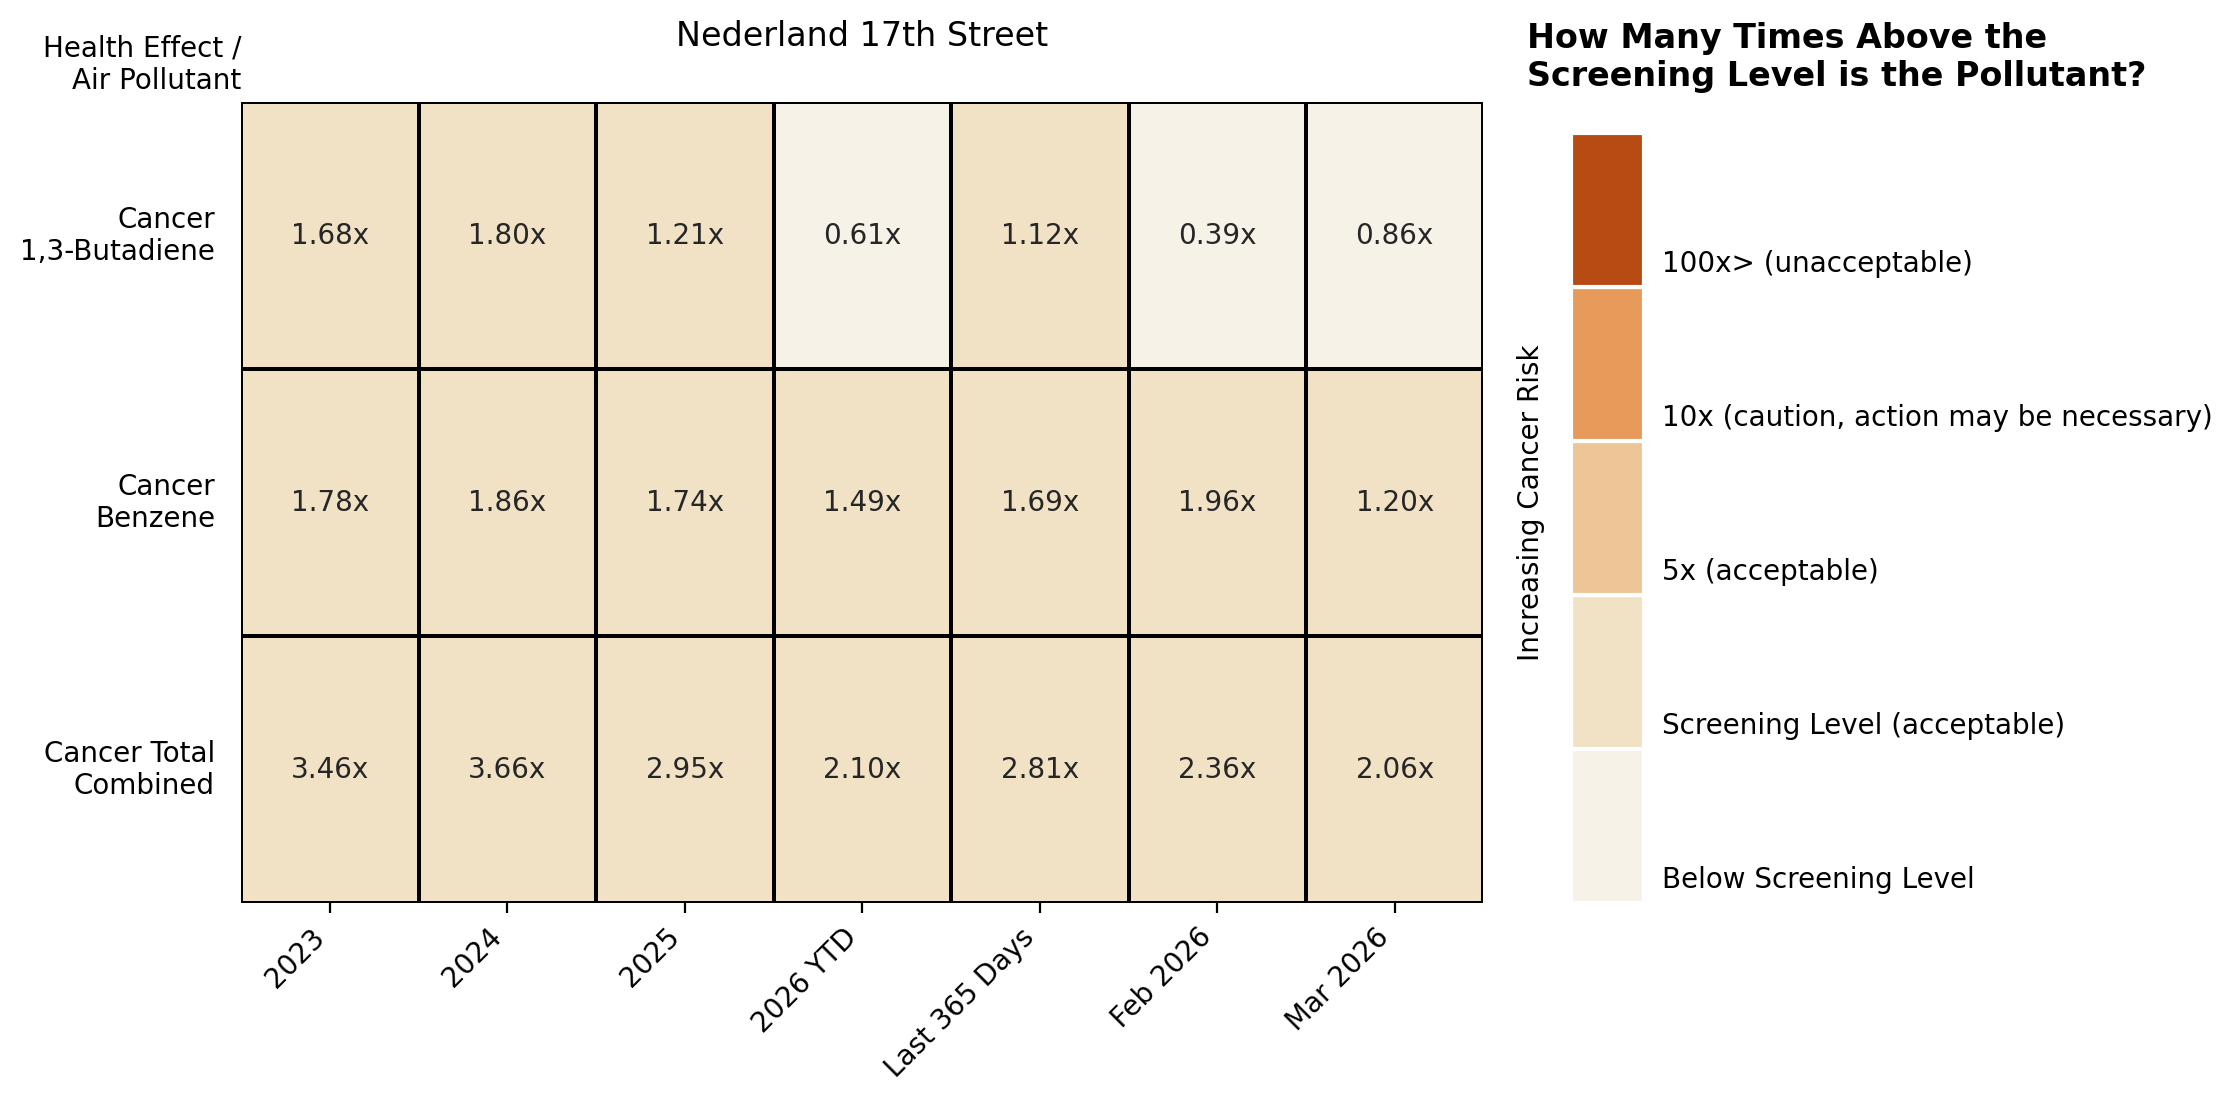 Nederland 17th Street
Health Effect /
Air Pollutant
How Many Times Above the
Screening Level is the Pollutant?
Cancer
1,3-Butadiene
1.68x 1.80x 1.21x 0.61x 1.12x 0.39x 0.86x
Cancer
Benzene
1.78x 1.86x 1.74x 1.49x 1.69x 1.96x 1.20x
Cancer Total
Combined
3.46x 3.66x 2.95x 2.10x 2.81x 2.36x 2.06x
2023 2024 2025 2026 YTD Last 365 Days Feb 2026 Mar 2026
Increasing Cancer Risk
100x> (unacceptable)
10x (caution, action may be necessary)
5x (acceptable)
Screening Level (acceptable)
Below Screening Level